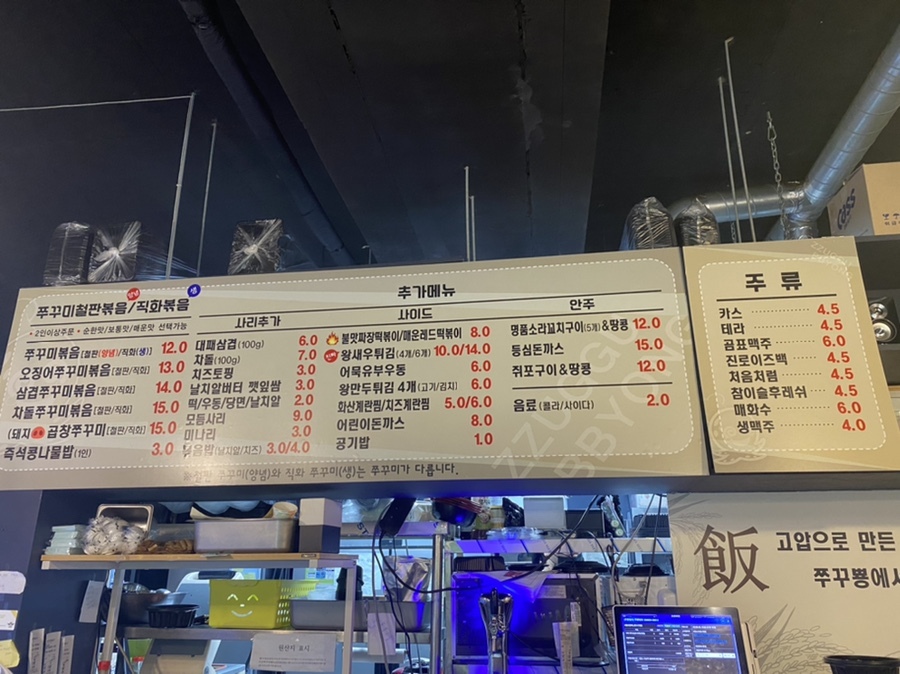 쭈꾸미철판볶음/직화볶음
양념
생
• 2인이상주문 • 순한맛/보통맛/매운맛 선택가능
쭈꾸미볶음[철판(양념)/직화(생)] 12.0
오징어쭈꾸미볶음[철판/직화] 13.0
삼겹쭈꾸미볶음[철판/직화] 14.0
차돌쭈꾸미볶음[철판/직화] 15.0
(돼지 곱창쭈꾸미[철판/직화] 15.0
즉석콩나물밥(1인) 3.0
추가메뉴
사리추가
대패삼겹(100g) 6.0
차돌(100g) 7.0
치즈토핑 3.0
날치알버터 깻잎쌈 3.0
떡/우동/당면/날치알 2.0
모듬사리 9.0
미나리 3.0
볶음밥(날치알/치즈) 3.0/4.0
사이드
불맛짜장떡볶이/매운레드떡볶이 8.0
왕새우튀김(4개/6개) 10.0/14.0
어묵유부우동 6.0
왕만두튀김 4개(고기/김치) 6.0
화산계란찜/치즈계란찜 5.0/6.0
어린이돈까스 8.0
공기밥 1.0
안주
명품소라꼬치구이(5개)&땅콩 12.0
등심돈까스 15.0
쥐포구이&땅콩 12.0
음료(콜라/사이다) 2.0
쭈꾸미(양념)와 직화 쭈꾸미(생)는 쭈꾸미가 다릅니다.
ZZUGGU
BBYONG
주 류
카스 4.5
테라 4.5
곰표맥주 6.0
진로이즈백 4.5
처음처럼 4.5
참이슬후레쉬 4.5
매화수 6.0
생맥주 4.0
CASS
飯
고압으로 만든
쭈꾸뽕에서
원산지 표시